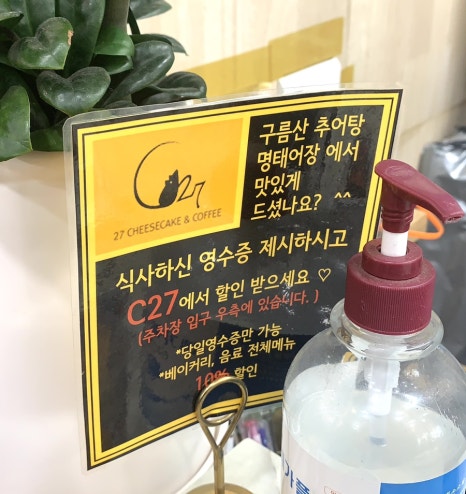 C27
27 CHEESECAKE & COFFEE
구름산 추어탕
명태어장 에서
맛있게
드셨나요? ^^
식사하신 영수증 제시하시고
C27에서 할인 받으세요 ♡
(주차장 입구 우측에 있습니다.)
*당일영수증만 가능
*베이커리, 음료 전체메뉴
10% 할인